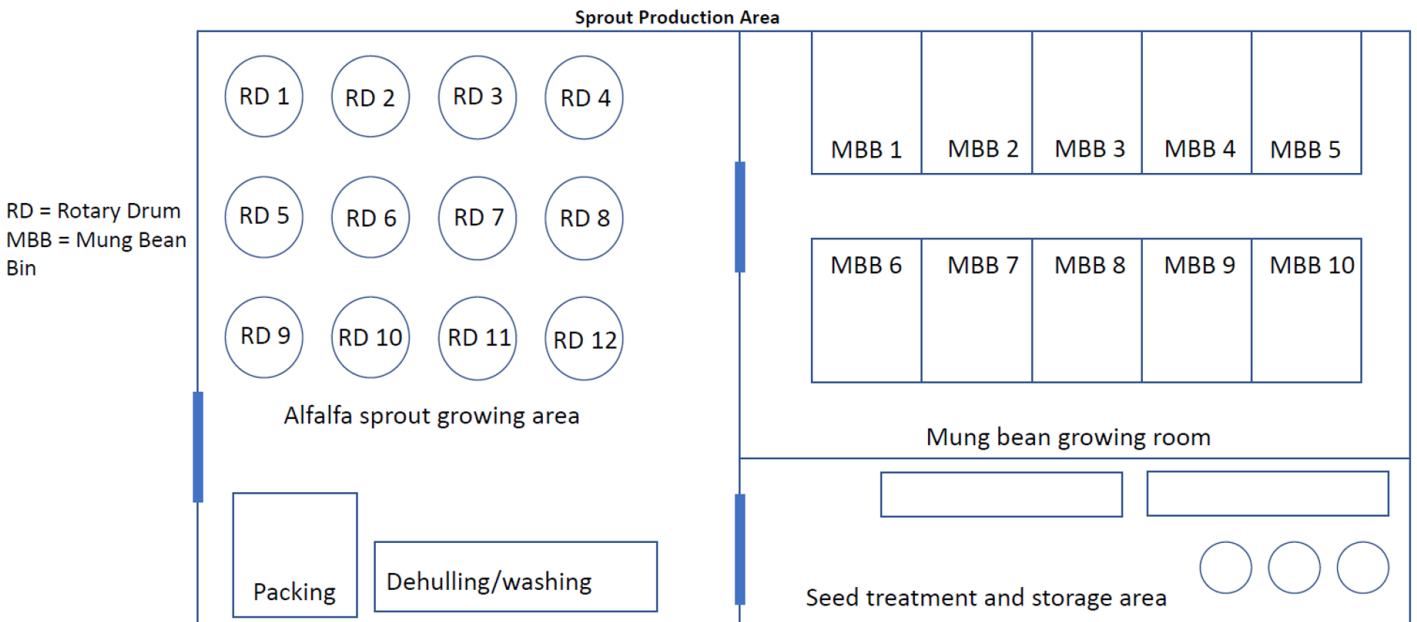 Sprout Production Area
RD 1
RD 2
RD 3
RD 4
MBB 1
MBB 2
MBB 3
MBB 4
MBB 5
RD = Rotary Drum
MBB = Mung Bean
Bin
RD 5
RD 6
RD 7
RD 8
MBB 6
MBB 7
MBB 8
MBB 9
MBB 10
RD 9
RD 10
RD 11
RD 12
Alfalfa sprout growing area
Mung bean growing room
Packing
Dehulling/washing
Seed treatment and storage area